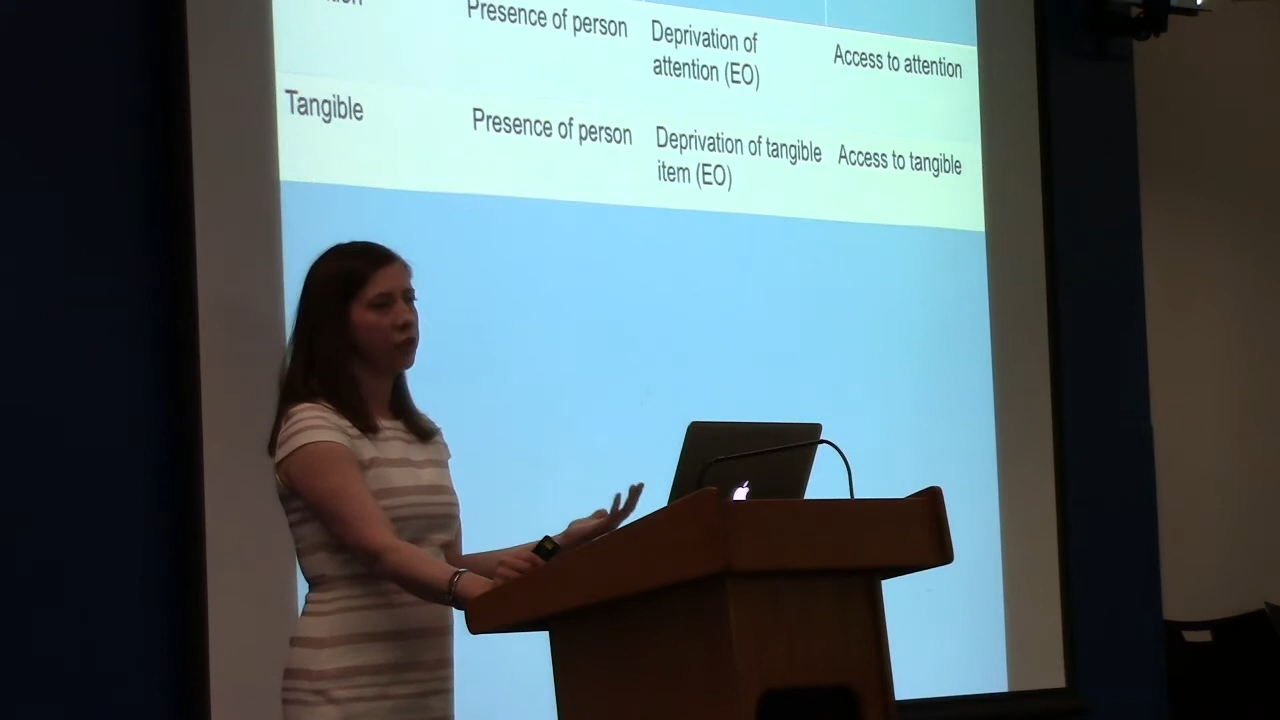 Presence of person
Deprivation of
attention (EO)
Access to attention
Tangible
Presence of person
Deprivation of tangible
item (EO)
Access to tangible